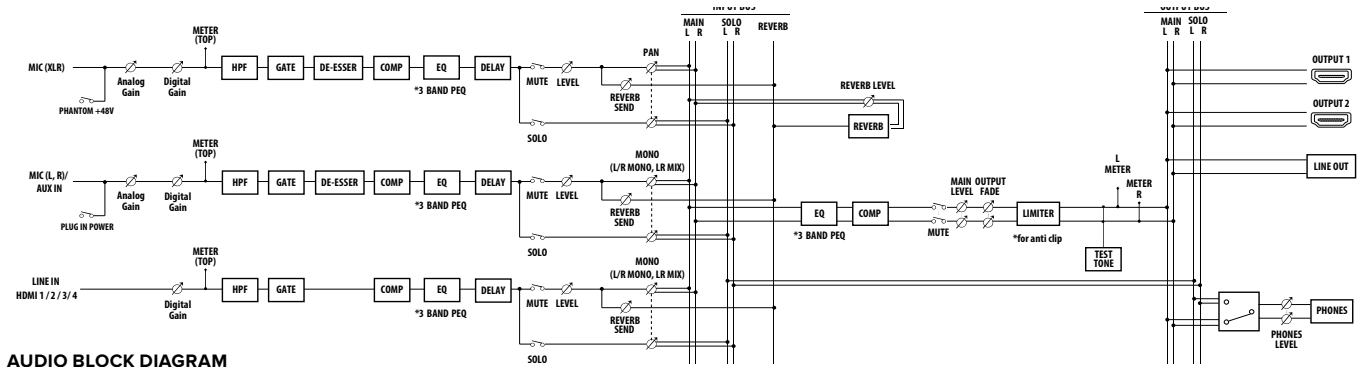 INPUT BUS
OUTPUT BUS
MAIN
L R
SOLO
L R
REVERB
MAIN
L R
SOLO
L R
MIC (XLR)
PHANTOM +48V
Analog
Gain
Digital
Gain
METER
(TOP)
HPF
GATE
DE-ESSER
COMP
EQ
*3 BAND PEQ
DELAY
MUTE
LEVEL
PAN
REVERB
SEND
SOLO
REVERB LEVEL
REVERB
OUTPUT 1
OUTPUT 2
LINE OUT
MIC (L, R)/
AUX IN
PLUG IN POWER
Analog
Gain
Digital
Gain
METER
(TOP)
HPF
GATE
DE-ESSER
COMP
EQ
*3 BAND PEQ
DELAY
MUTE
LEVEL
MONO
(L/R MONO, LR MIX)
REVERB
SEND
SOLO
EQ
*3 BAND PEQ
COMP
MUTE
MAIN
LEVEL
OUTPUT
FADE
LIMITER
*for anti clip
L
METER
METER
R
TEST
TONE
LINE IN
HDMI 1 / 2 / 3/ 4
Digital
Gain
METER
(TOP)
HPF
GATE
COMP
EQ
*3 BAND PEQ
DELAY
MUTE
LEVEL
MONO
(L/R MONO, LR MIX)
REVERB
SEND
SOLO
PHONES
LEVEL
PHONES
AUDIO BLOCK DIAGRAM